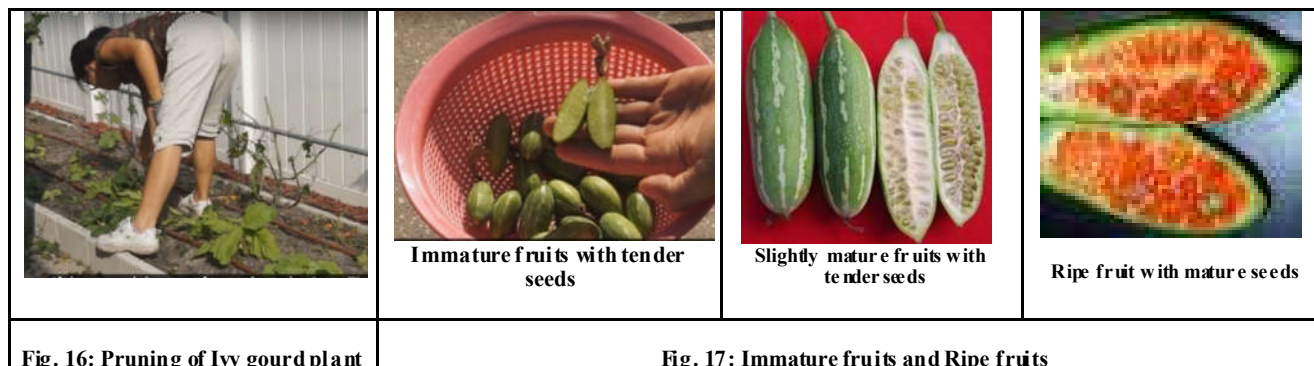 Immature fruits with tender
seeds
Slightly mature fruits with
tender seeds
Ripe fruit with mature seeds
Fig. 16: Pruning of Ivy gourd plant
Fig. 17: Immature fruits and Ripe fruits